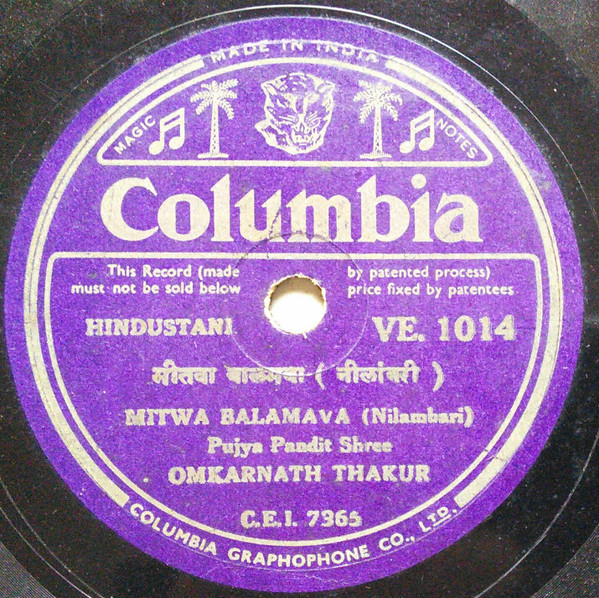 MADE IN INDIA
MAGIC NOTES
Columbia
This Record (made by patented process)
must not be sold below price fixed by patentees
HINDUSTANI VE. 1014
मीतवा बाळमवा ( नीलांबरी )
MITWA BALAMAVA (Nilambari)
Pujya Pandit Shree
OMKARNATH THAKUR
C.E.I. 7365
COLUMBIA GRAPHOPHONE CO., LTD.